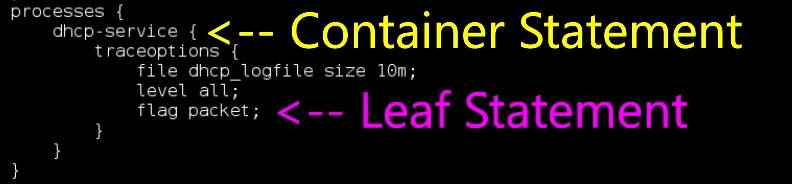 processes {
dhcp-service { <-- Container Statement
traceoptions {
file dhcp_logfile size 10m;
level all;
flag packet; <-- Leaf Statement
}
}
}